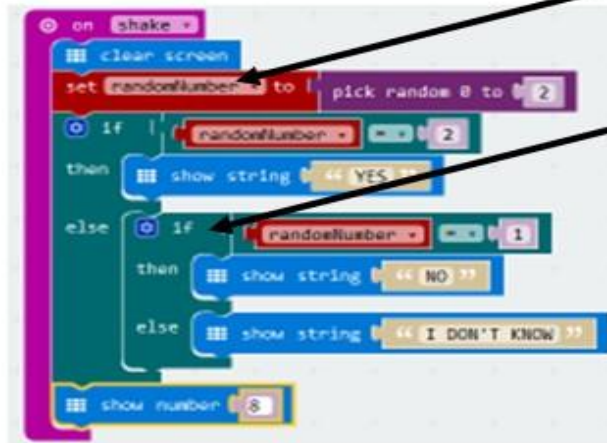 on shake
clear screen
set randomNumber to pick random 0 to 2
if randomNumber = 2
then show string “ YES ”
else if randomNumber = 1
then show string “ NO ”
else show string “ I DON'T KNOW ”
show number 8